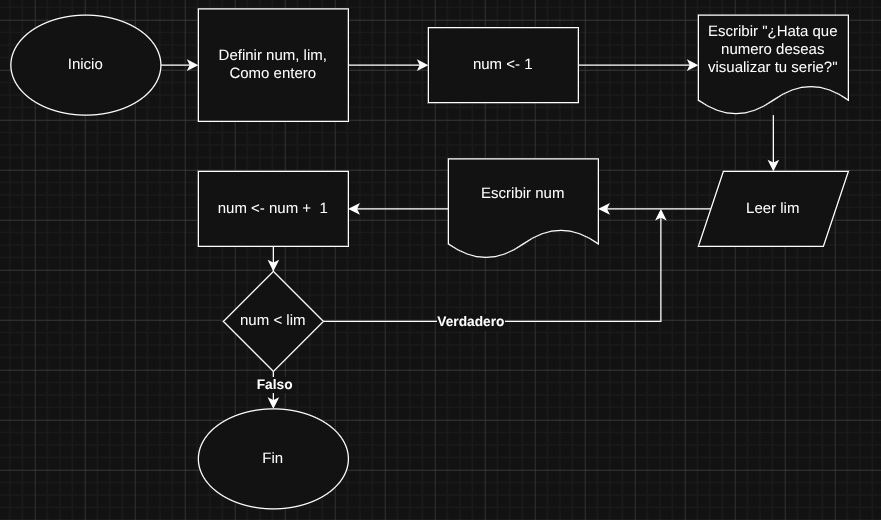 Inicio
Definir num, lim,
Como entero
num <- 1
Escribir "¿Hata que
numero deseas
visualizar tu serie?"
Leer lim
Escribir num
num <- num +  1
num < lim
Verdadero
Falso
Fin